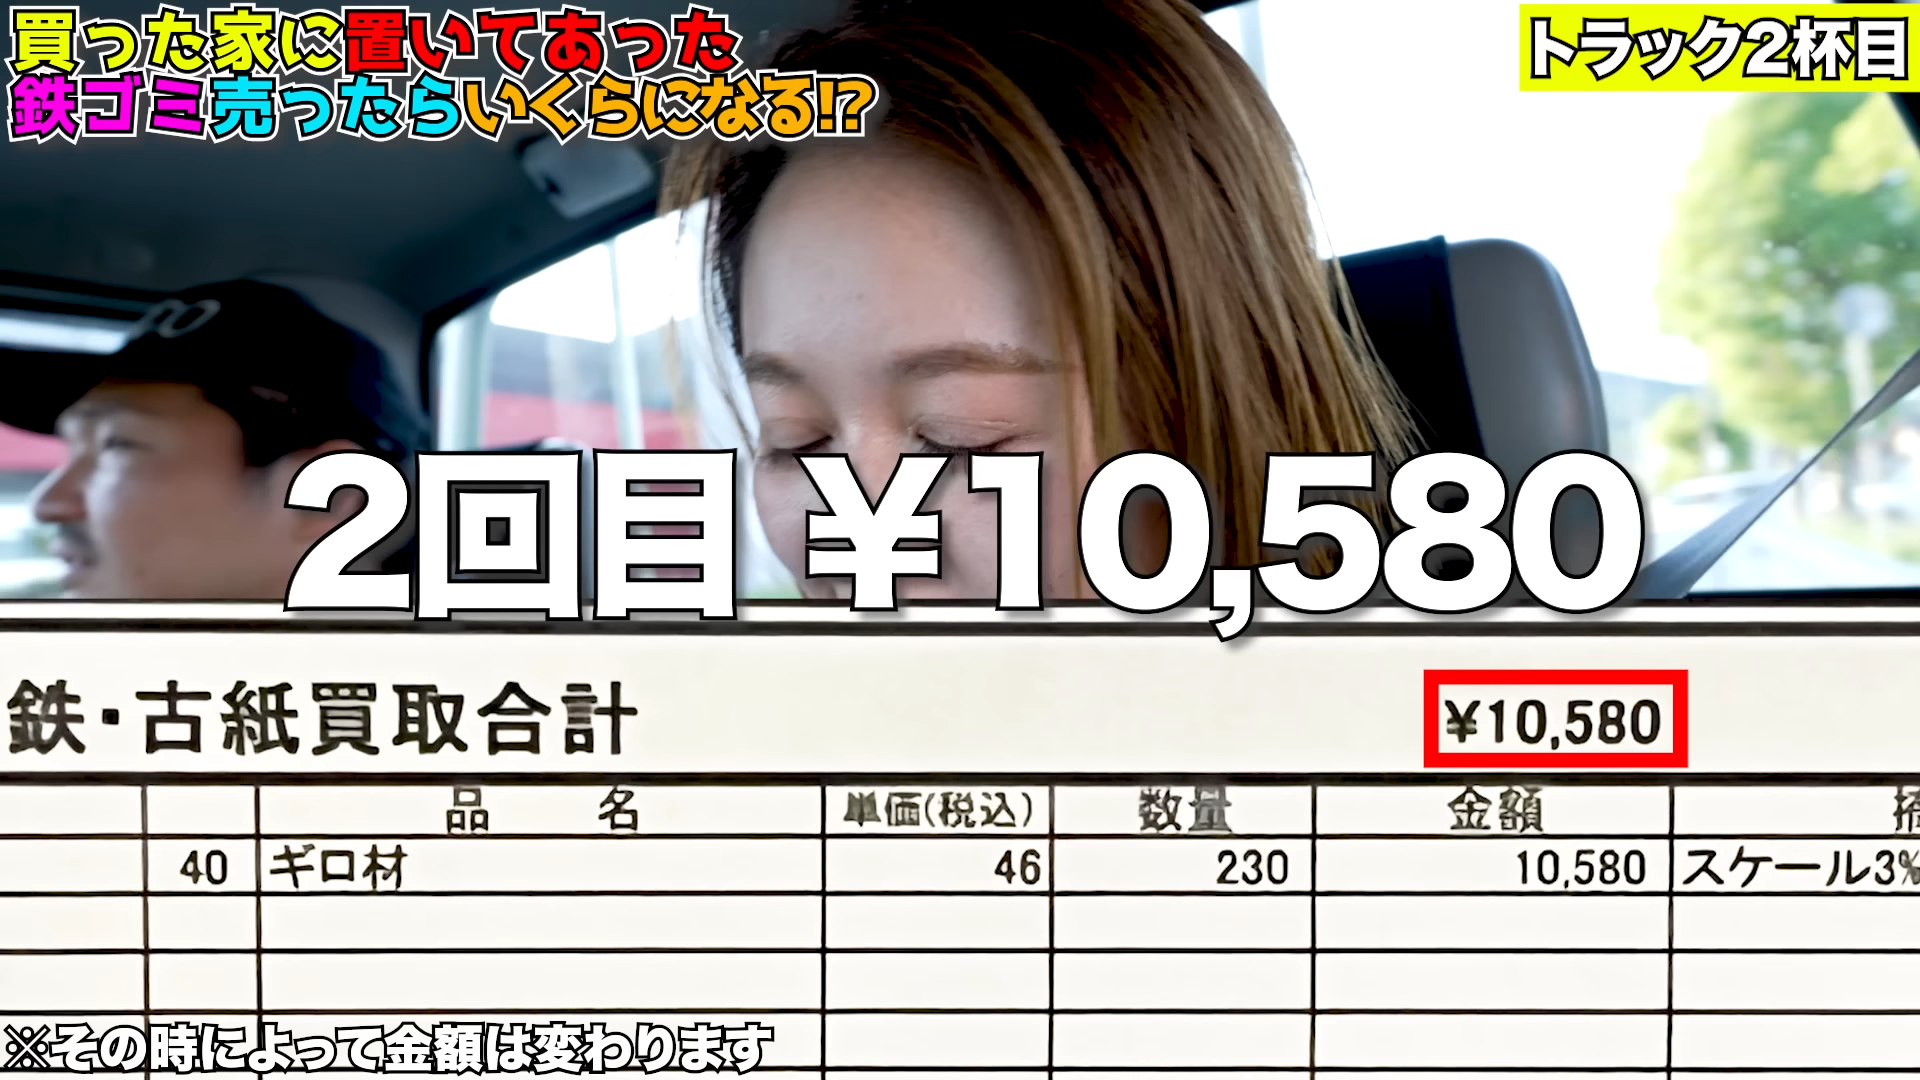 買った家に置いてあった
鉄ゴミ売ったらいくらになる!?
トラック2杯目
2回目 ¥10,580
鉄・古紙買取合計 ¥10,580
品 名 単価(税込) 数量 金額
40 ギロ材 46 230 10,580 スケール3%
※その時によって金額は変わります